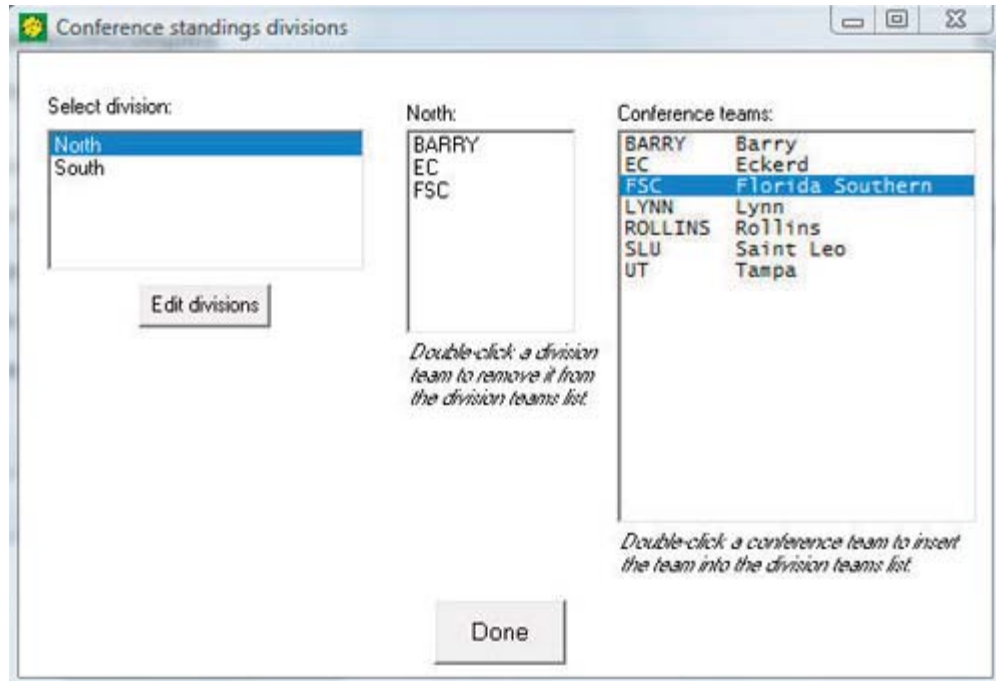 Conference standings divisions
Select division:
North
South
Edit divisions
North:
BARRY
EC
FSC
Double-click a division
team to remove it from
the division teams list.
Conference teams:
BARRY Barry
EC Eckerd
FSC Florida Southern
LYNN Lynn
ROLLINS Rollins
SLU Saint Leo
UT Tampa
Double-click a conference team to insert
the team into the division teams list.
Done